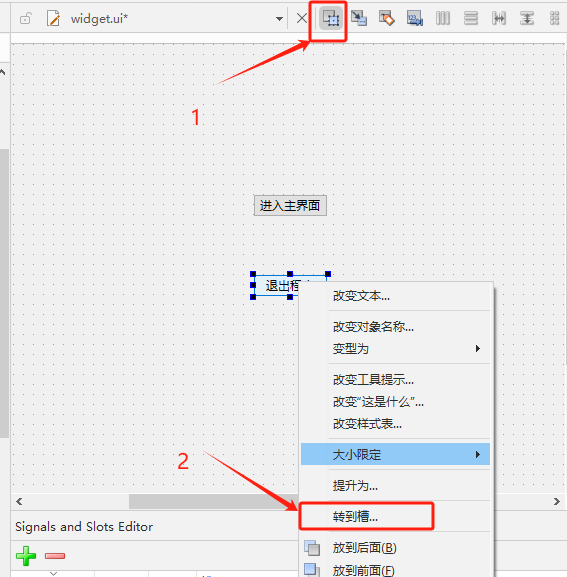 widget.ui*
1
进入主界面
退出程
改变文本...
改变对象名称...
变型为
改变工具提示...
改变“这是什么”...
改变样式表...
2
大小限定
提升为...
转到槽...
Signals and Slots Editor
放到后面(B)
放到前面(F)